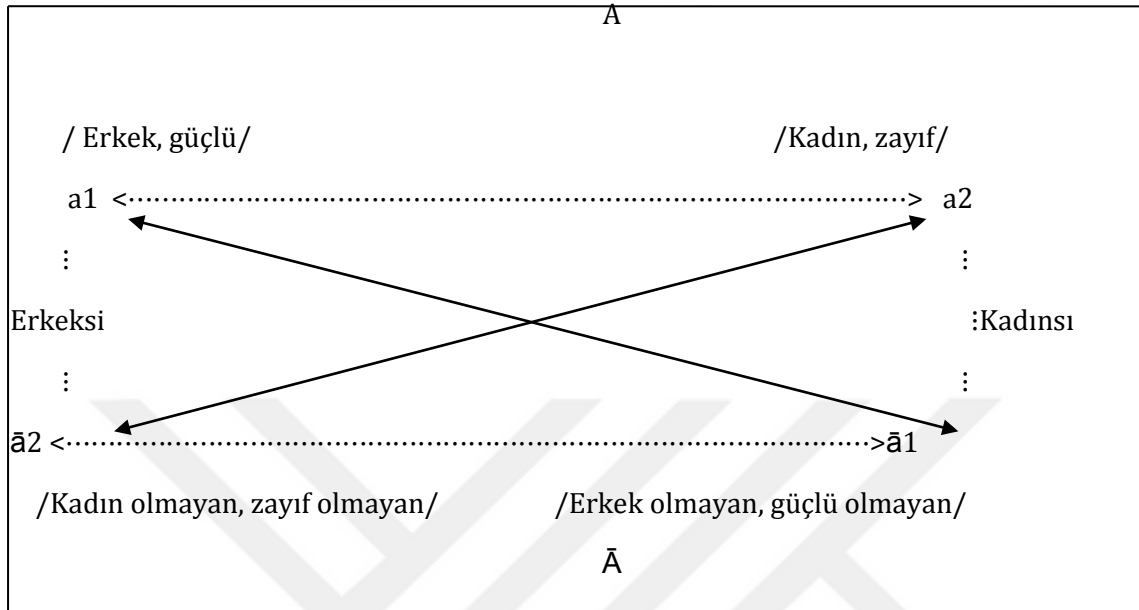 A
/ Erkek, güçlü/ /Kadın, zayıf/
a1 <⋯⋯⋯⋯⋯⋯⋯⋯⋯⋯⋯⋯⋯⋯⋯⋯⋯⋯⋯⋯> a2
⋮ ⋮
Erkeksi ⋮Kadınsı
⋮ ⋮
ā2 <⋯⋯⋯⋯⋯⋯⋯⋯⋯⋯⋯⋯⋯⋯⋯⋯⋯⋯⋯⋯>ā1
/Kadın olmayan, zayıf olmayan/ /Erkek olmayan, güçlü olmayan/
Ā